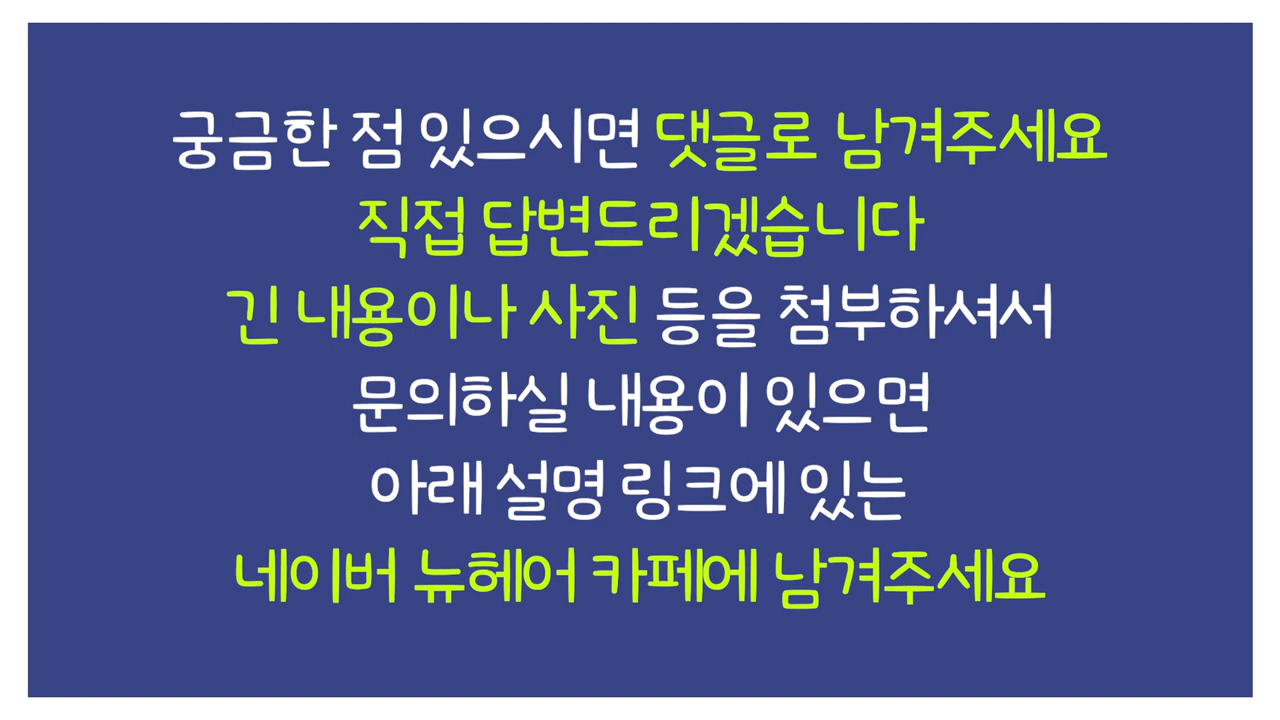 궁금한 점 있으시면 댓글로 남겨주세요
직접 답변드리겠습니다
긴 내용이나 사진 등을 첨부하셔서
문의하실 내용이 있으면
아래 설명 링크에 있는
네이버 뉴헤어 카페에 남겨주세요